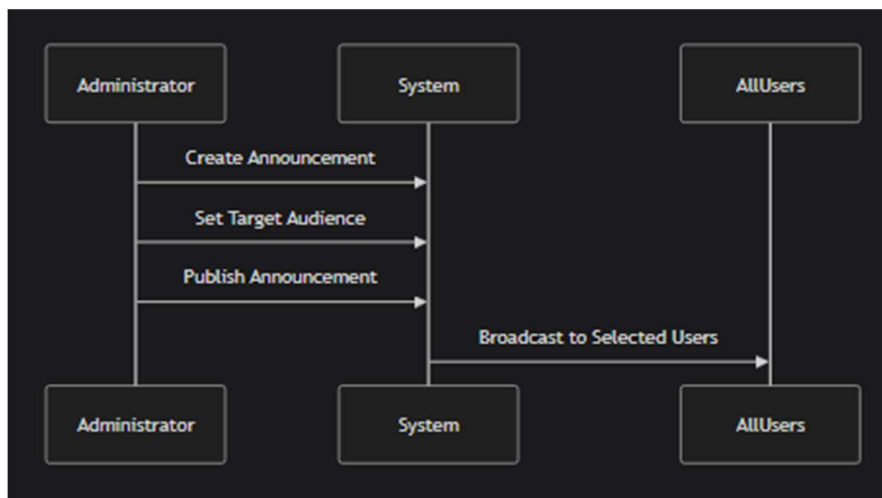 Administrator
System
AllUsers
Create Announcement
Set Target Audience
Publish Announcement
Broadcast to Selected Users
Administrator
System
AllUsers